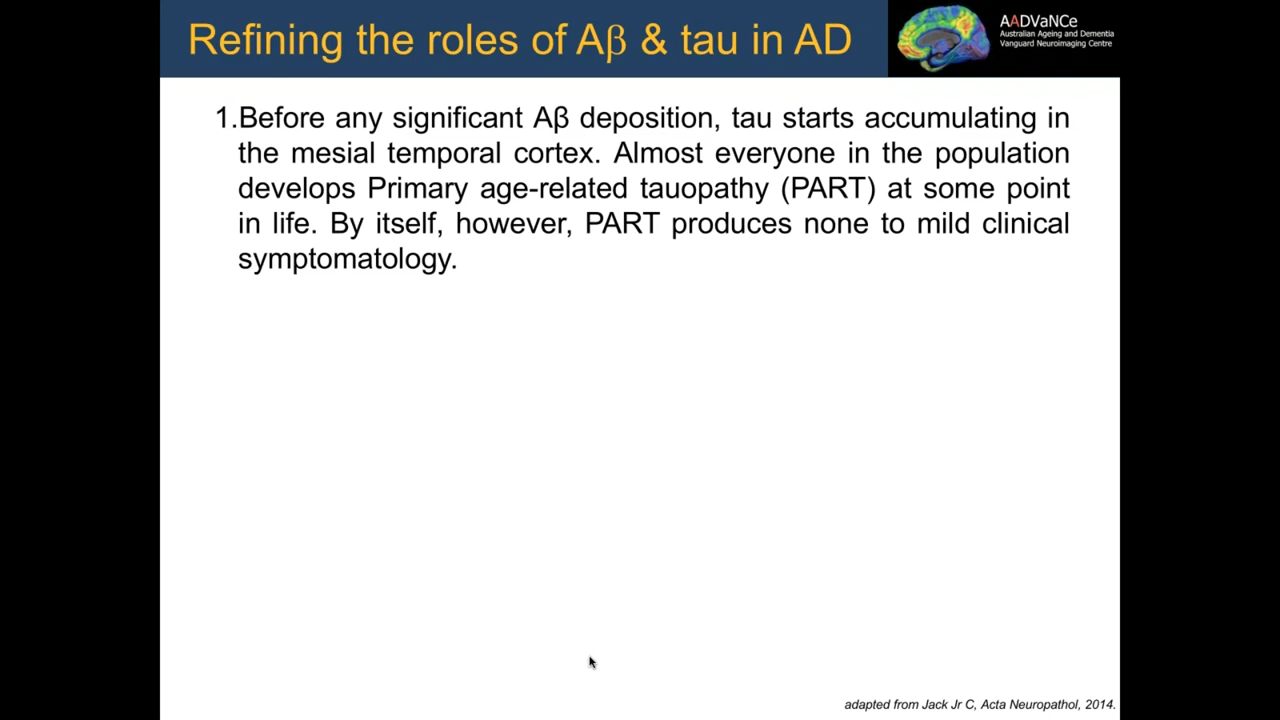 Refining the roles of Aβ & tau in AD
AADVaNCe
Australian Ageing and Dementia
Vanguard Neuroimaging Centre
1.Before any significant Aβ deposition, tau starts accumulating in
the mesial temporal cortex. Almost everyone in the population
develops Primary age-related tauopathy (PART) at some point
in life. By itself, however, PART produces none to mild clinical
symptomatology.
adapted from Jack Jr C, Acta Neuropathol, 2014.